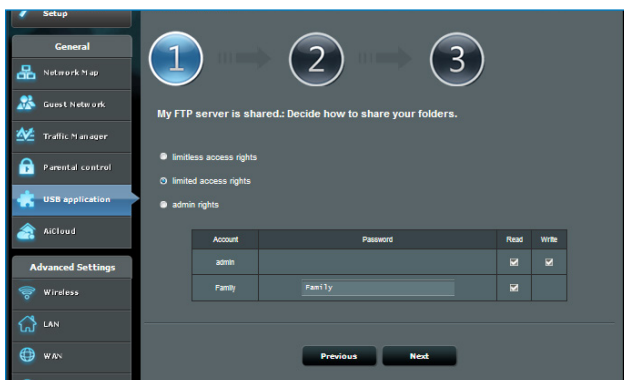 Setup
General
Network Map
Guest Network
Traffic Manager
Parental control
USB application
AiCloud
Advanced Settings
Wireless
LAN
WAN
1
2
3
My FTP server is shared.: Decide how to share your folders.
limitless access rights
limited access rights
admin rights
Account Password Read Write
admin
Family Family
Previous Next